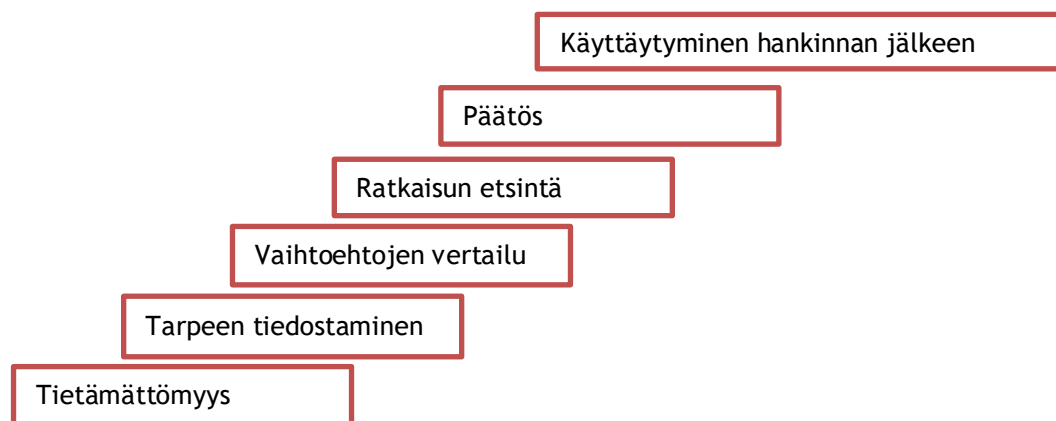 Käyttäytyminen hankinnan jälkeen
Päätös
Ratkaisun etsintä
Vaihtoehtojen vertailu
Tarpeen tiedostaminen
Tietämättömyys